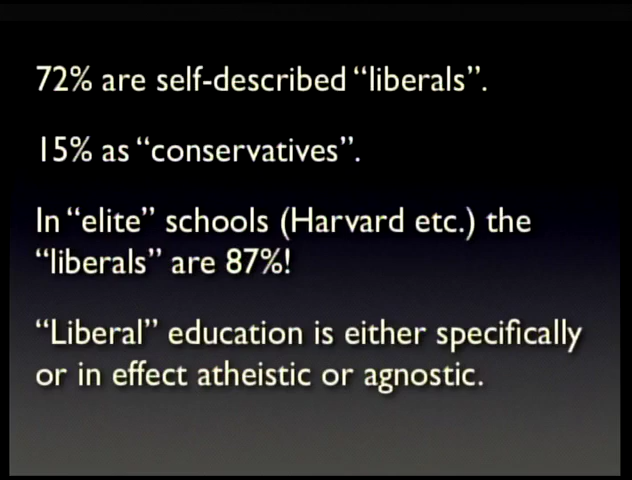 72% are self-described “liberals”.
15% as “conservatives”.
In “elite” schools (Harvard etc.) the
“liberals” are 87%!
“Liberal” education is either specifically
or in effect atheistic or agnostic.